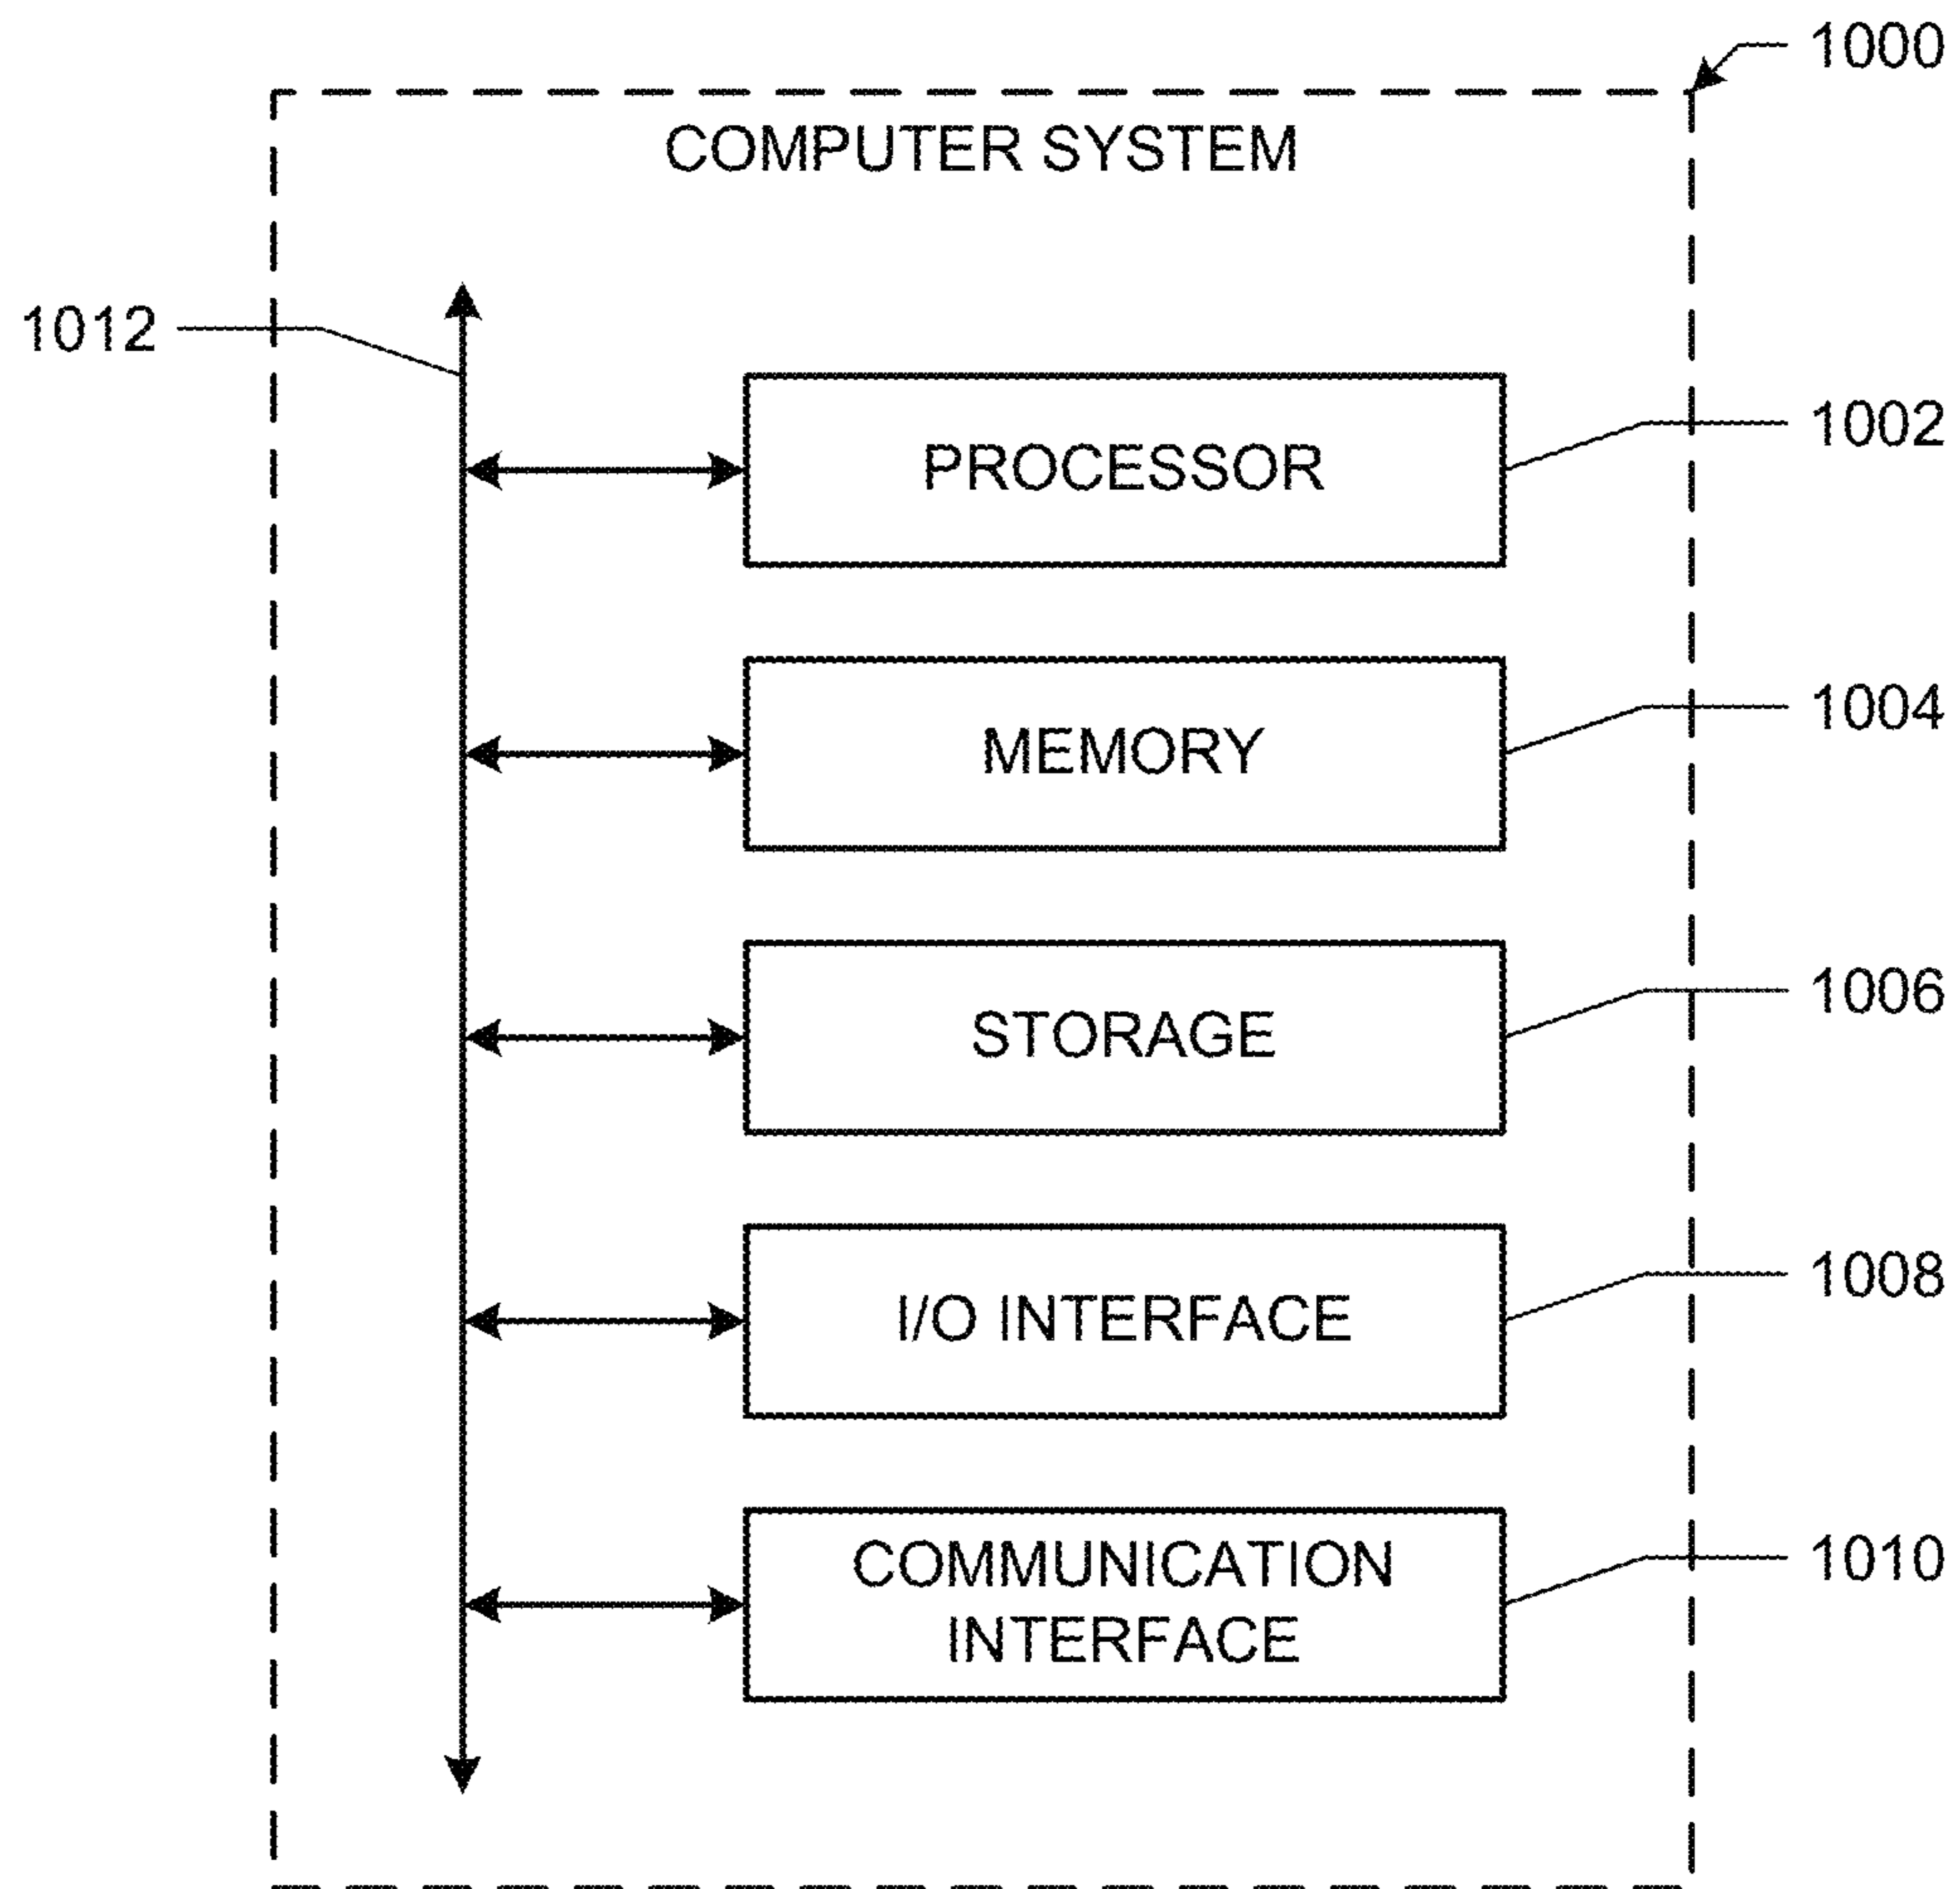 1000
COMPUTER SYSTEM
1012
1002
PROCESSOR
1004
MEMORY
1006
STORAGE
1008
I/O INTERFACE
1010
COMMUNICATION
INTERFACE